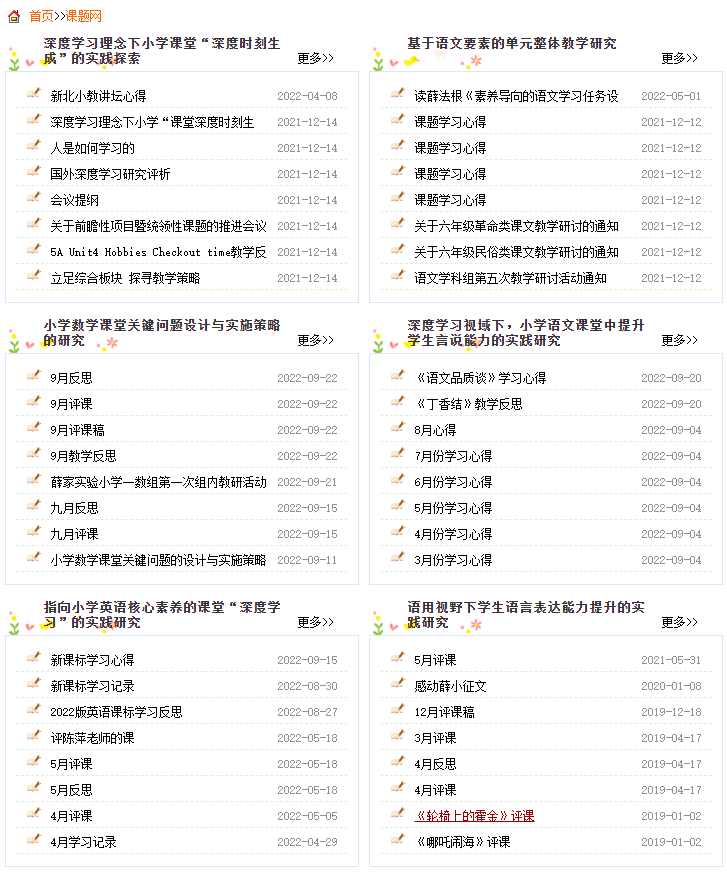 首页>>课题网
深度学习理念下小学课堂“深度时刻生
成”的实践探索
更多>>
新北小教讲坛心得 2022-04-08
深度学习理念下小学“课堂深度时刻生 2021-12-14
人是如何学习的 2021-12-14
国外深度学习研究评析 2021-12-14
会议提纲 2021-12-14
关于前瞻性项目暨统领性课题的推进会议 2021-12-14
5A Unit4 Hobbies Checkout time教学反 2021-12-14
立足综合板块 探寻教学策略 2021-12-14
基于语文要素的单元整体教学研究
更多>>
读薛法根《素养导向的语文学习任务设 2022-05-01
课题学习心得 2021-12-12
课题学习心得 2021-12-12
课题学习心得 2021-12-12
课题学习心得 2021-12-12
关于六年级革命类课文教学研讨的通知 2021-12-12
关于六年级民俗类课文教学研讨的通知 2021-12-12
语文学科组第五次教学研讨活动通知 2021-12-12
小学数学课堂关键问题设计与实施策略
的研究
更多>>
9月反思 2022-09-22
9月评课 2022-09-22
9月评课稿 2022-09-22
9月教学反思 2022-09-22
薛家实验小学一数组第一次组内教研活动 2022-09-21
九月反思 2022-09-15
九月评课 2022-09-15
小学数学课堂关键问题的设计与实施策略 2022-09-11
深度学习视域下，小学语文课堂中提升
学生言说能力的实践研究
更多>>
《语文品质谈》学习心得 2022-09-20
《丁香结》教学反思 2022-09-20
8月心得 2022-09-04
7月份学习心得 2022-09-04
6月份学习心得 2022-09-04
5月份学习心得 2022-09-04
4月份学习心得 2022-09-04
3月份学习心得 2022-09-04
指向小学英语核心素养的课堂“深度学
习”的实践研究
更多>>
新课标学习心得 2022-09-15
新课标学习记录 2022-08-30
2022版英语课标学习反思 2022-08-27
评陈萍老师的课 2022-05-18
5月评课 2022-05-18
5月反思 2022-05-18
4月评课 2022-05-05
4月学习记录 2022-04-29
语用视野下学生语言表达能力提升的实
践研究
更多>>
5月评课 2021-05-31
感动薛小征文 2020-01-08
12月评课稿 2019-12-18
3月评课 2019-04-17
4月反思 2019-04-17
4月评课 2019-04-17
《轮椅上的霍金》评课 2019-01-02
《哪吒闹海》评课 2019-01-02